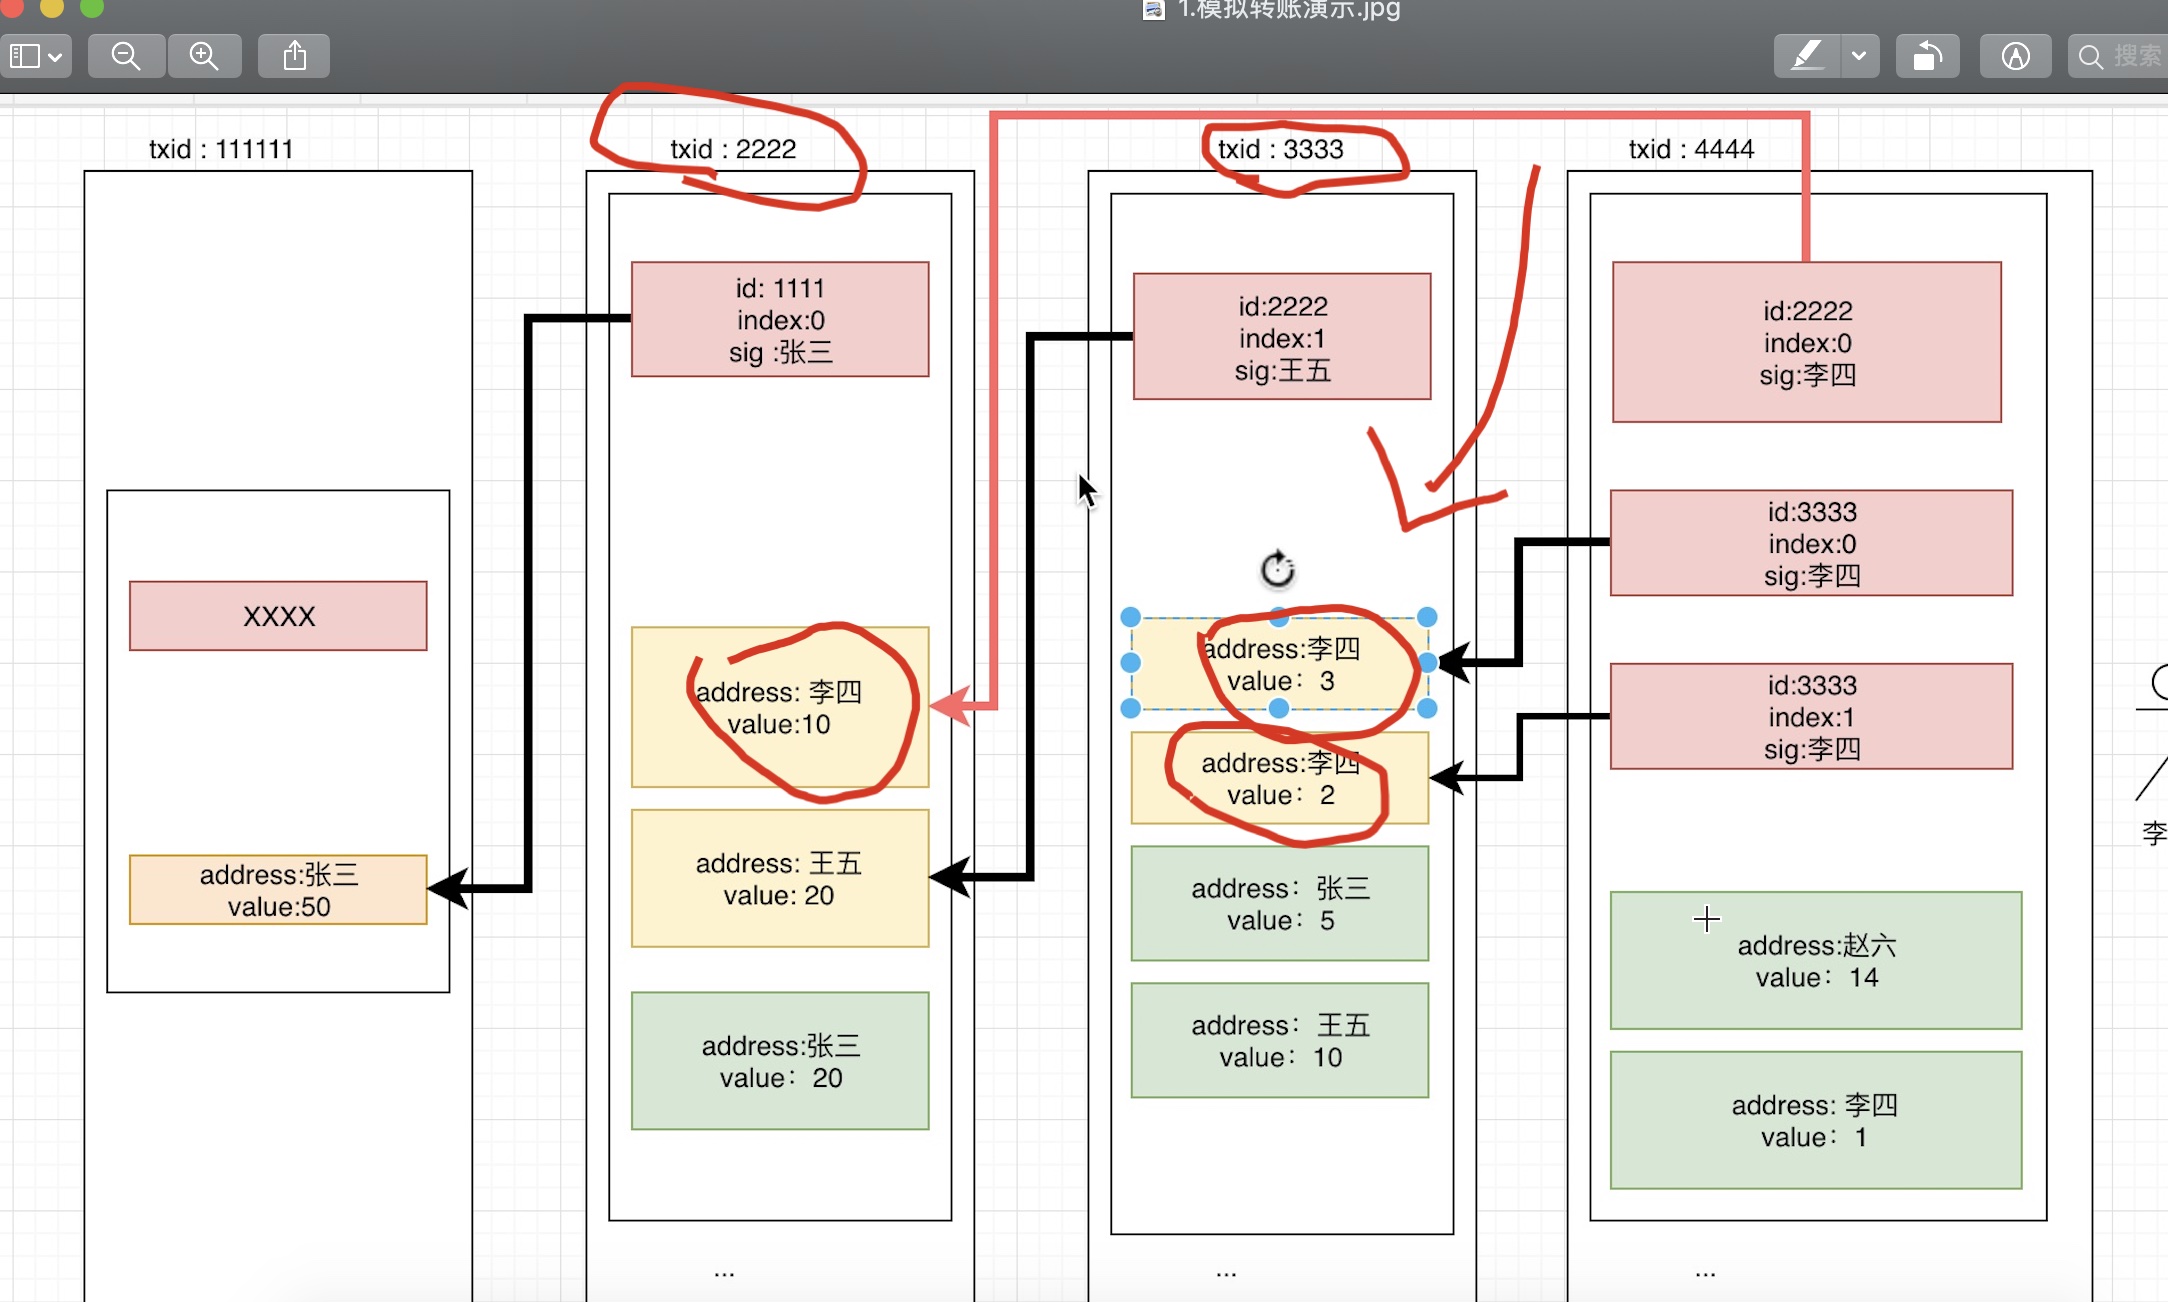 1.模拟转账演示.jpg
搜索
txid : 111111
XXXX
address:张三
value:50
txid : 2222
id: 1111
index:0
sig :张三
address: 李四
value:10
address: 王五
value: 20
address:张三
value：20
...
txid : 3333
id:2222
index:1
sig:王五
address:李四
value：3
address:李四
value：2
address：张三
value：5
address：王五
value：10
...
txid : 4444
id:2222
index:0
sig:李四
id:3333
index:0
sig:李四
id:3333
index:1
sig:李四
address:赵六
value：14
address: 李四
value：1
...
李